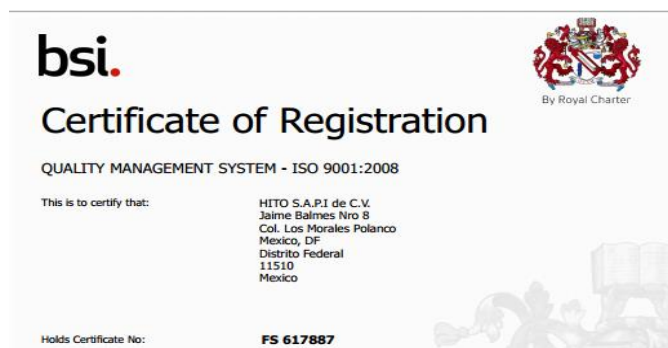 bsi.
By Royal Charter
Certificate of Registration
QUALITY MANAGEMENT SYSTEM - ISO 9001:2008
This is to certify that:
HITO S.A.P.I de C.V.
Jaime Balmes Nro 8
Col. Los Morales Polanco
Mexico, DF
Distrito Federal
11510
Mexico
Holds Certificate No:
FS 617887